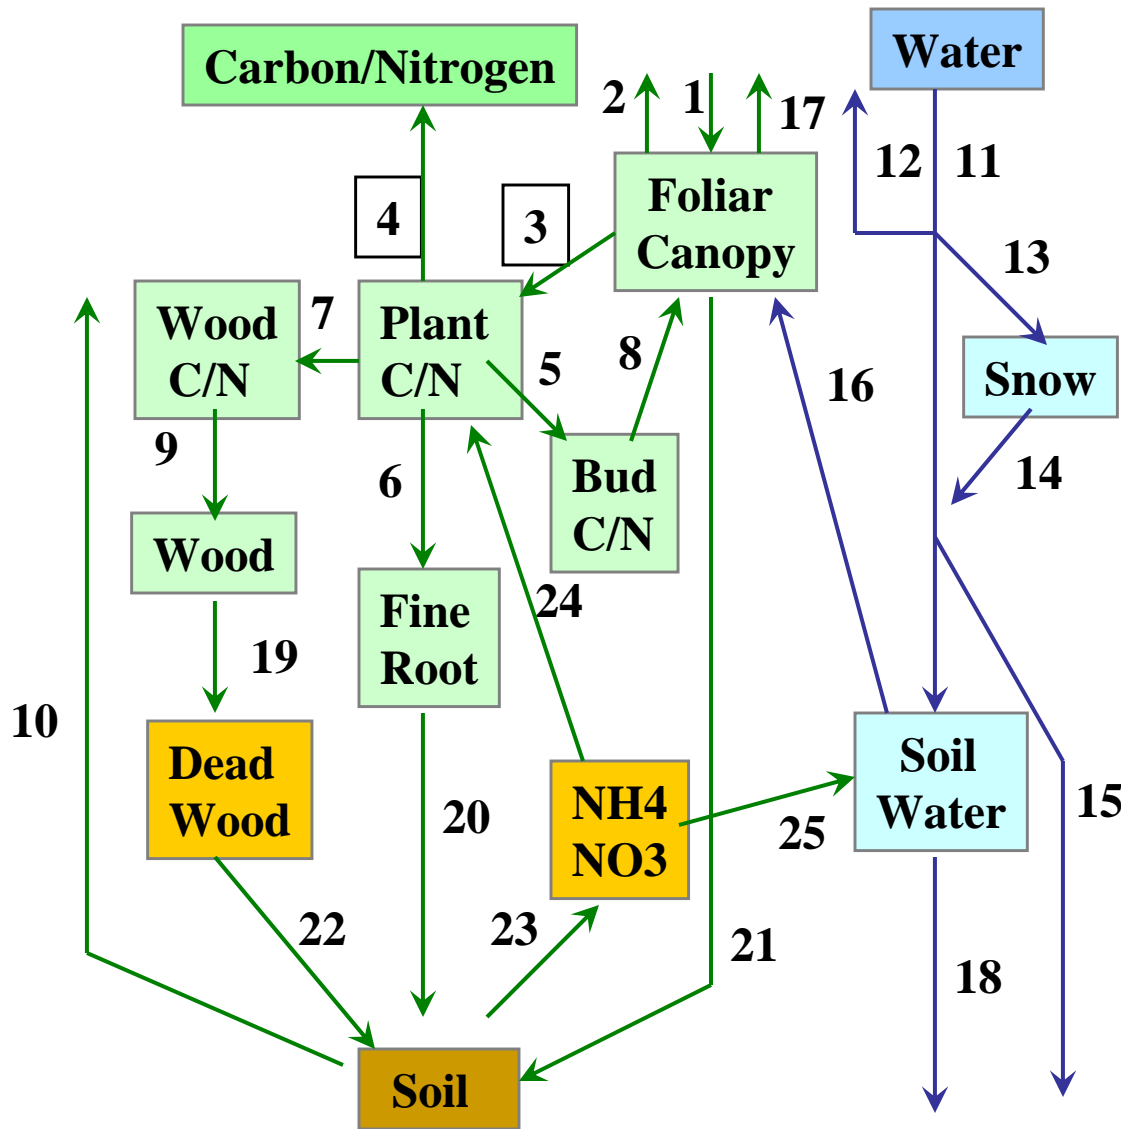 Water
Carbon/Nitrogen
2
1
17
12
11
Foliar
Canopy
4
3
13
Wood
C/N
7
Plant
C/N
5
8
16
Snow
9
6
Bud
C/N
14
Wood
24
Fine
Root
19
10
Dead
Wood
20
NH4
NO3
25
Soil
Water
15
22
23
21
18
Soil